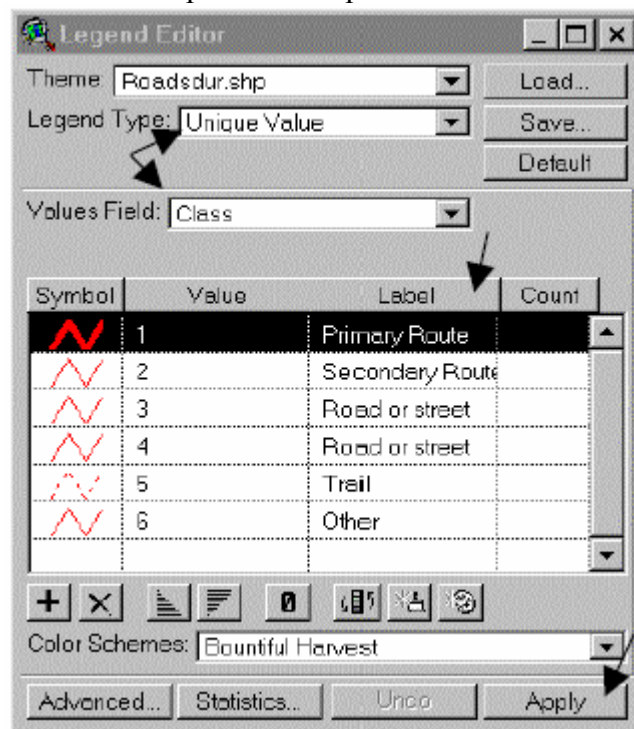 Legend Editor
Theme: Roadsdur.shp Load...
Legend Type: Unique Value Save...
Default
Values Field: Class
Symbol Value Label Count
1 Primary Route
2 Secondary Route
3 Road or street
4 Road or street
5 Trail
6 Other
0
Color Schemes: Bountiful Harvest
Advanced... Statistics... Undo Apply